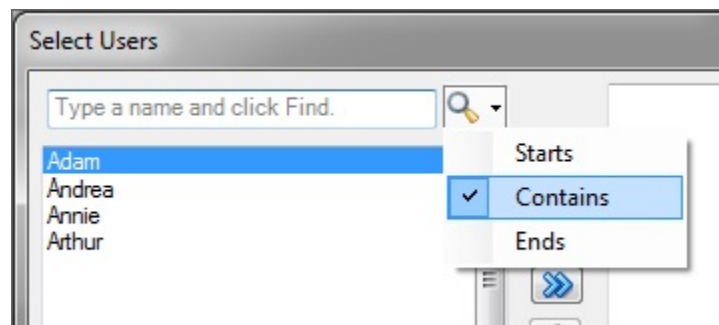 Select Users
Type a name and click Find.
Adam
Andrea
Annie
Arthur
Starts
Contains
Ends